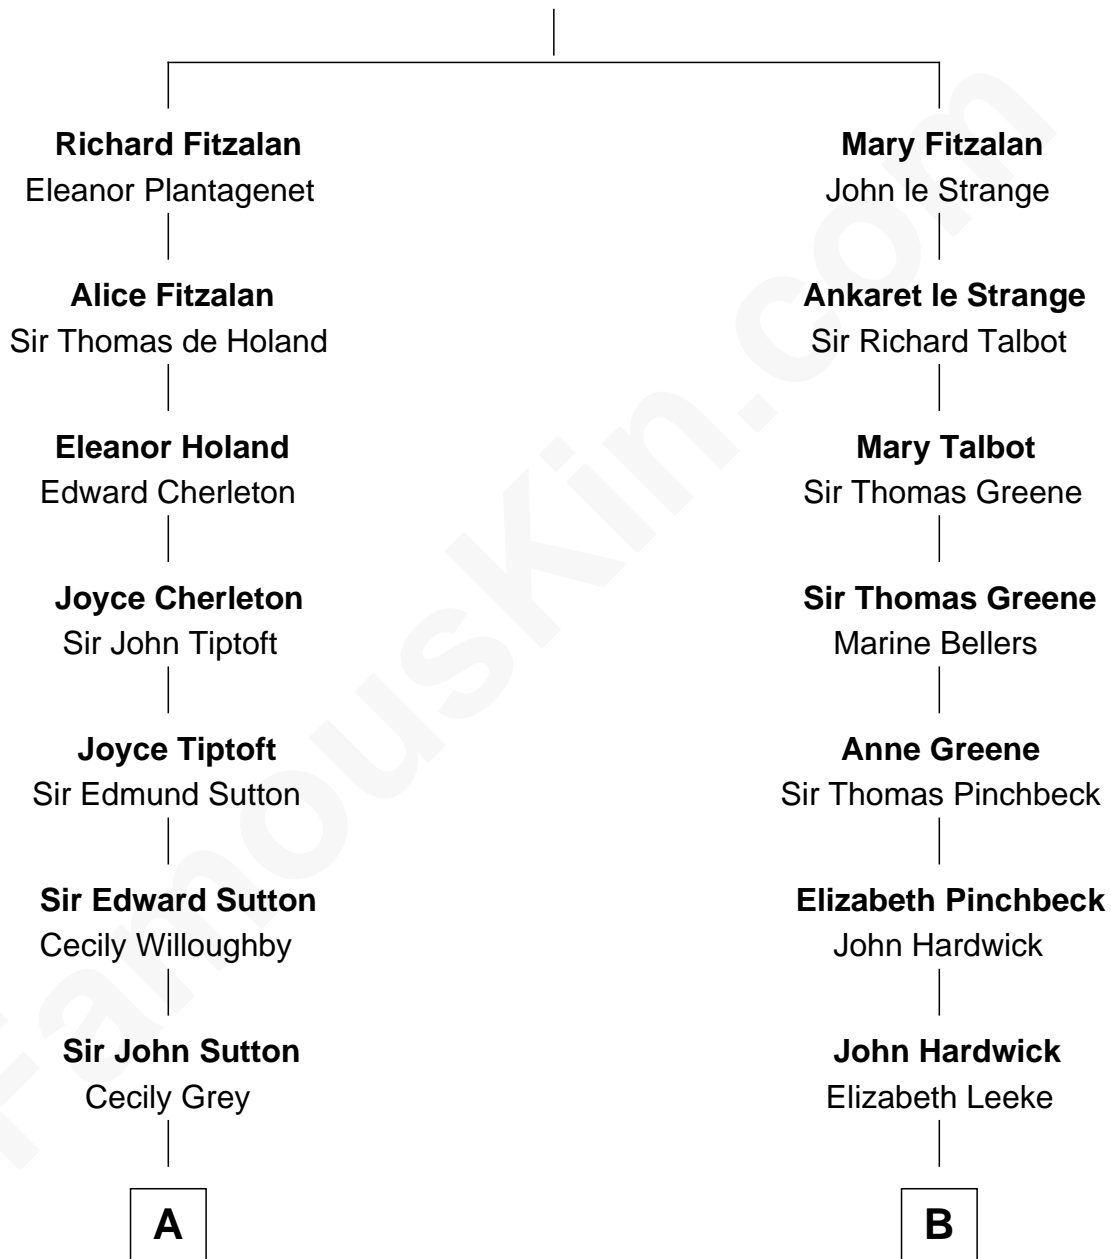 Richard Fitzalan
Eleanor Plantagenet
Mary Fitzalan
John le Strange
Alice Fitzalan
Sir Thomas de Holand
Ankaret le Strange
Sir Richard Talbot
Eleanor Holand
Edward Cherleton
Mary Talbot
Sir Thomas Greene
Joyce Cherleton
Sir John Tiptoft
Sir Thomas Greene
Marine Bellers
Joyce Tiptoft
Sir Edmund Sutton
Anne Greene
Sir Thomas Pinchbeck
Sir Edward Sutton
Cecily Willoughby
Elizabeth Pinchbeck
John Hardwick
Sir John Sutton
Cecily Grey
John Hardwick
Elizabeth Leeke
A
B
FamousKin.com